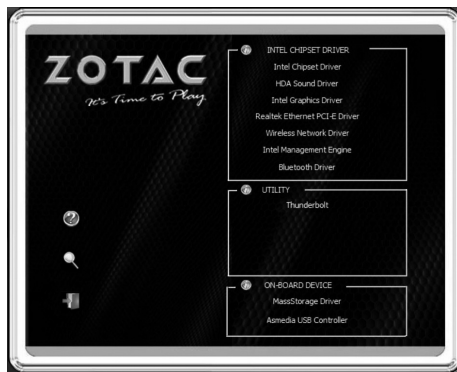 ZOTAC
It's Time to Play
INTEL CHIPSET DRIVER
Intel Chipset Driver
HDA Sound Driver
Intel Graphics Driver
Realtek Ethernet PCI-E Driver
Wireless Network Driver
Intel Management Engine
Bluetooth Driver
UTILITY
Thunderbolt
ON-BOARD DEVICE
MassStorage Driver
Asmedia USB Controller